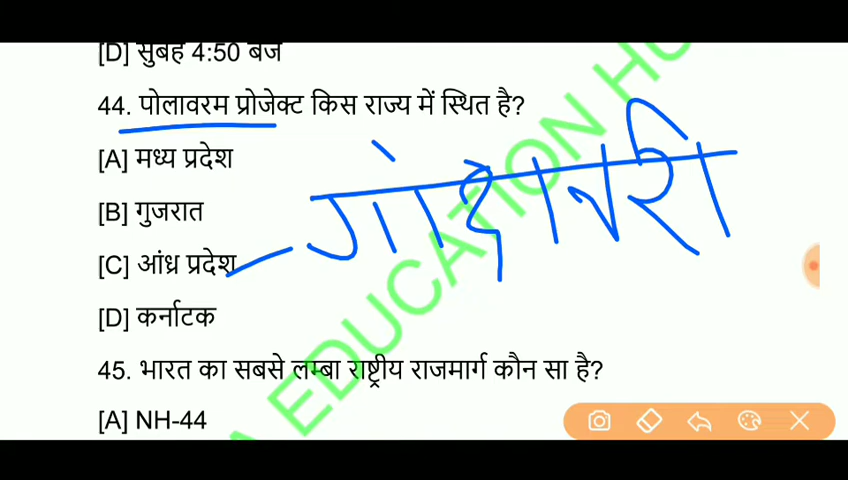 [D] सुबह 4:50 बजे
44. पोलावरम प्रोजेक्ट किस राज्य में स्थित है?
[A] मध्य प्रदेश
[B] गुजरात
[C] आंध्र प्रदेश
गोदावरी
[D] कर्नाटक
45. भारत का सबसे लम्बा राष्ट्रीय राजमार्ग कौन सा है?
[A] NH-44
EDUCATION